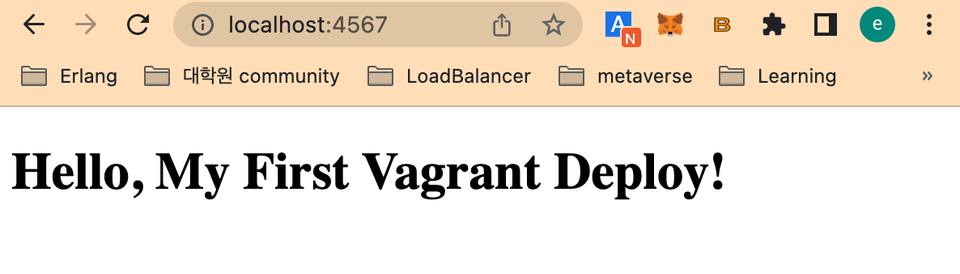 localhost:4567
A
N
B
e
Erlang 대학원 community LoadBalancer metaverse Learning »
Hello, My First Vagrant Deploy!